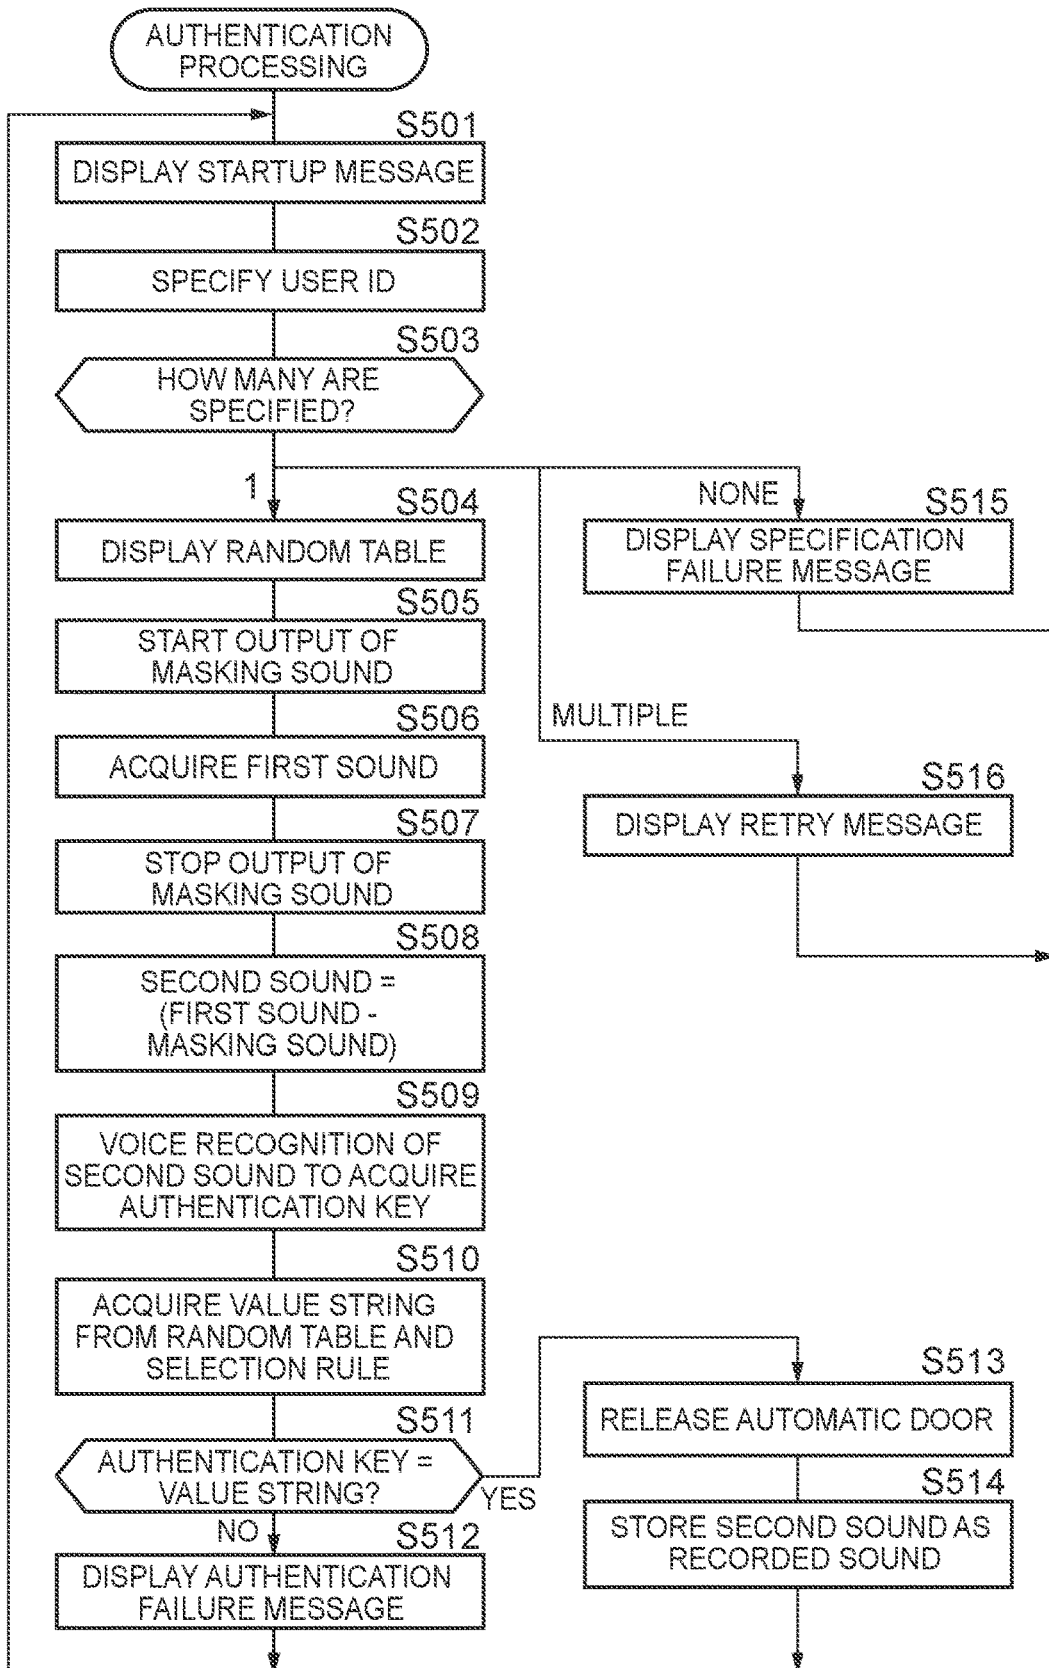 AUTHENTICATION
PROCESSING
S501
DISPLAY STARTUP MESSAGE
S502
SPECIFY USER ID
S503
HOW MANY ARE
SPECIFIED?
1
S504
DISPLAY RANDOM TABLE
NONE
S515
DISPLAY SPECIFICATION
FAILURE MESSAGE
S505
START OUTPUT OF
MASKING SOUND
S506
ACQUIRE FIRST SOUND
MULTIPLE
S516
DISPLAY RETRY MESSAGE
S507
STOP OUTPUT OF
MASKING SOUND
S508
SECOND SOUND =
(FIRST SOUND -
MASKING SOUND)
S509
VOICE RECOGNITION OF
SECOND SOUND TO ACQUIRE
AUTHENTICATION KEY
S510
ACQUIRE VALUE STRING
FROM RANDOM TABLE AND
SELECTION RULE
S511
AUTHENTICATION KEY =
VALUE STRING?
YES
NO
S512
DISPLAY AUTHENTICATION
FAILURE MESSAGE
S513
RELEASE AUTOMATIC DOOR
S514
STORE SECOND SOUND AS
RECORDED SOUND